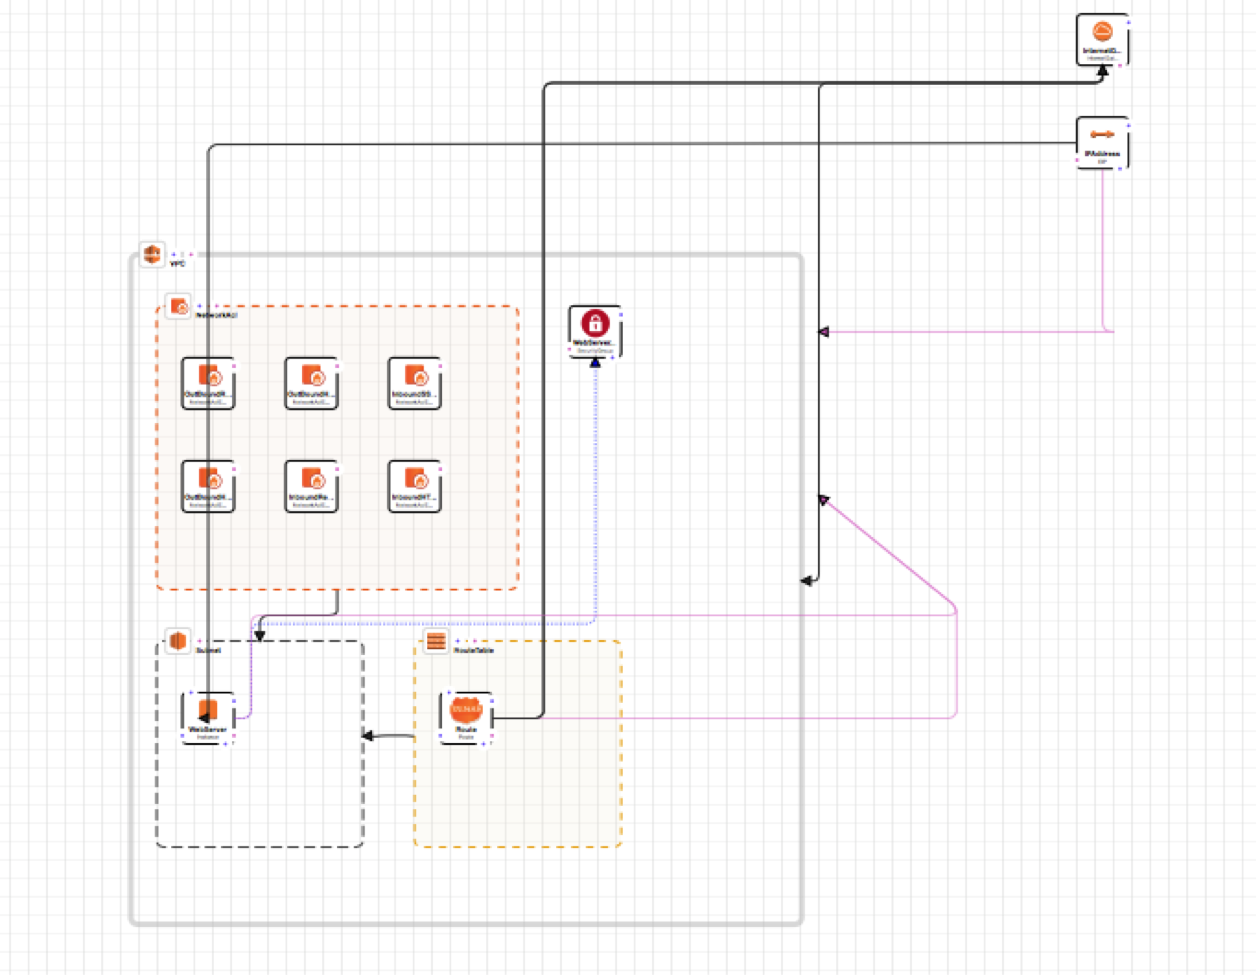 InternetG...
InternetGat...
IPAddress
EIP
VPC
NetworkAcl
WebServer...
SecurityGroup
OutBoundR...
NetworkAclE...
OutBoundH...
NetworkAclE...
InboundSS...
NetworkAclE...
OutBoundH...
NetworkAclE...
InboundRe...
NetworkAclE...
InboundHT...
NetworkAclE...
Subnet
RouteTable
WebServer
Instance
Route
Route